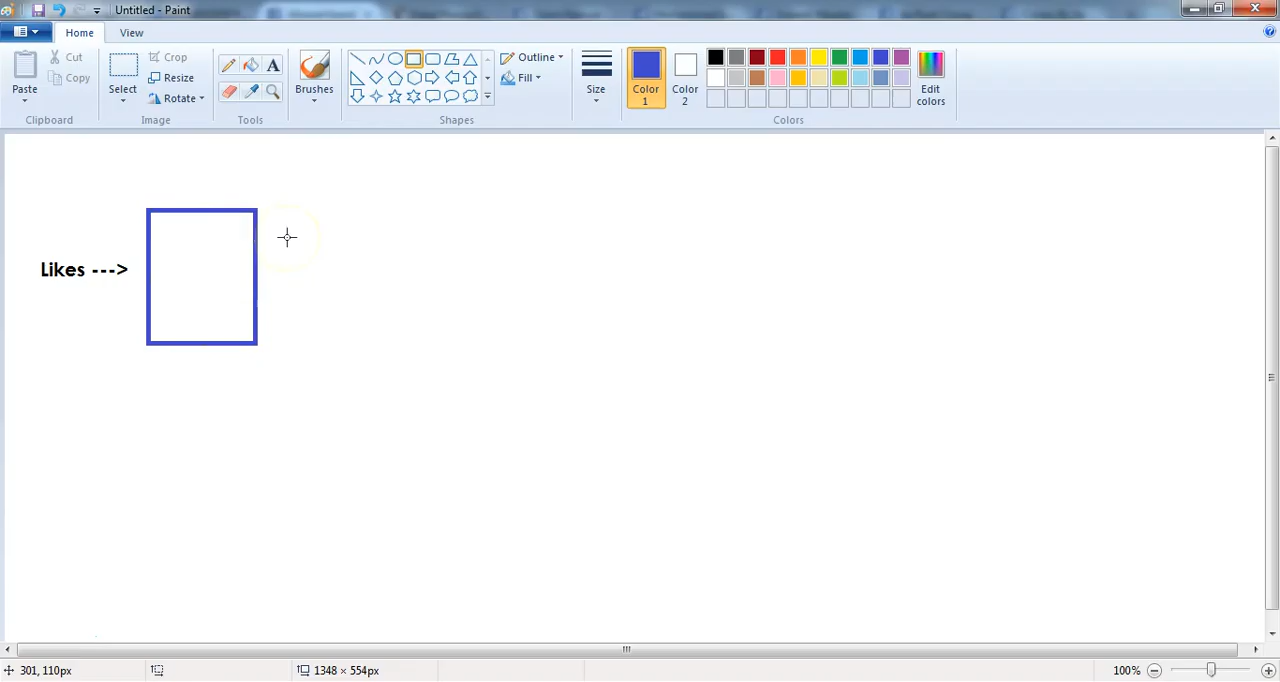 Untitled - Paint
Home View
Paste Cut Copy Clipboard
Select Crop Resize Rotate Image
Tools
Brushes
Outline Fill Shapes
Size
Color 1 Color 2 Edit colors Colors
Likes --->
301, 110px 1348 × 554px 100%